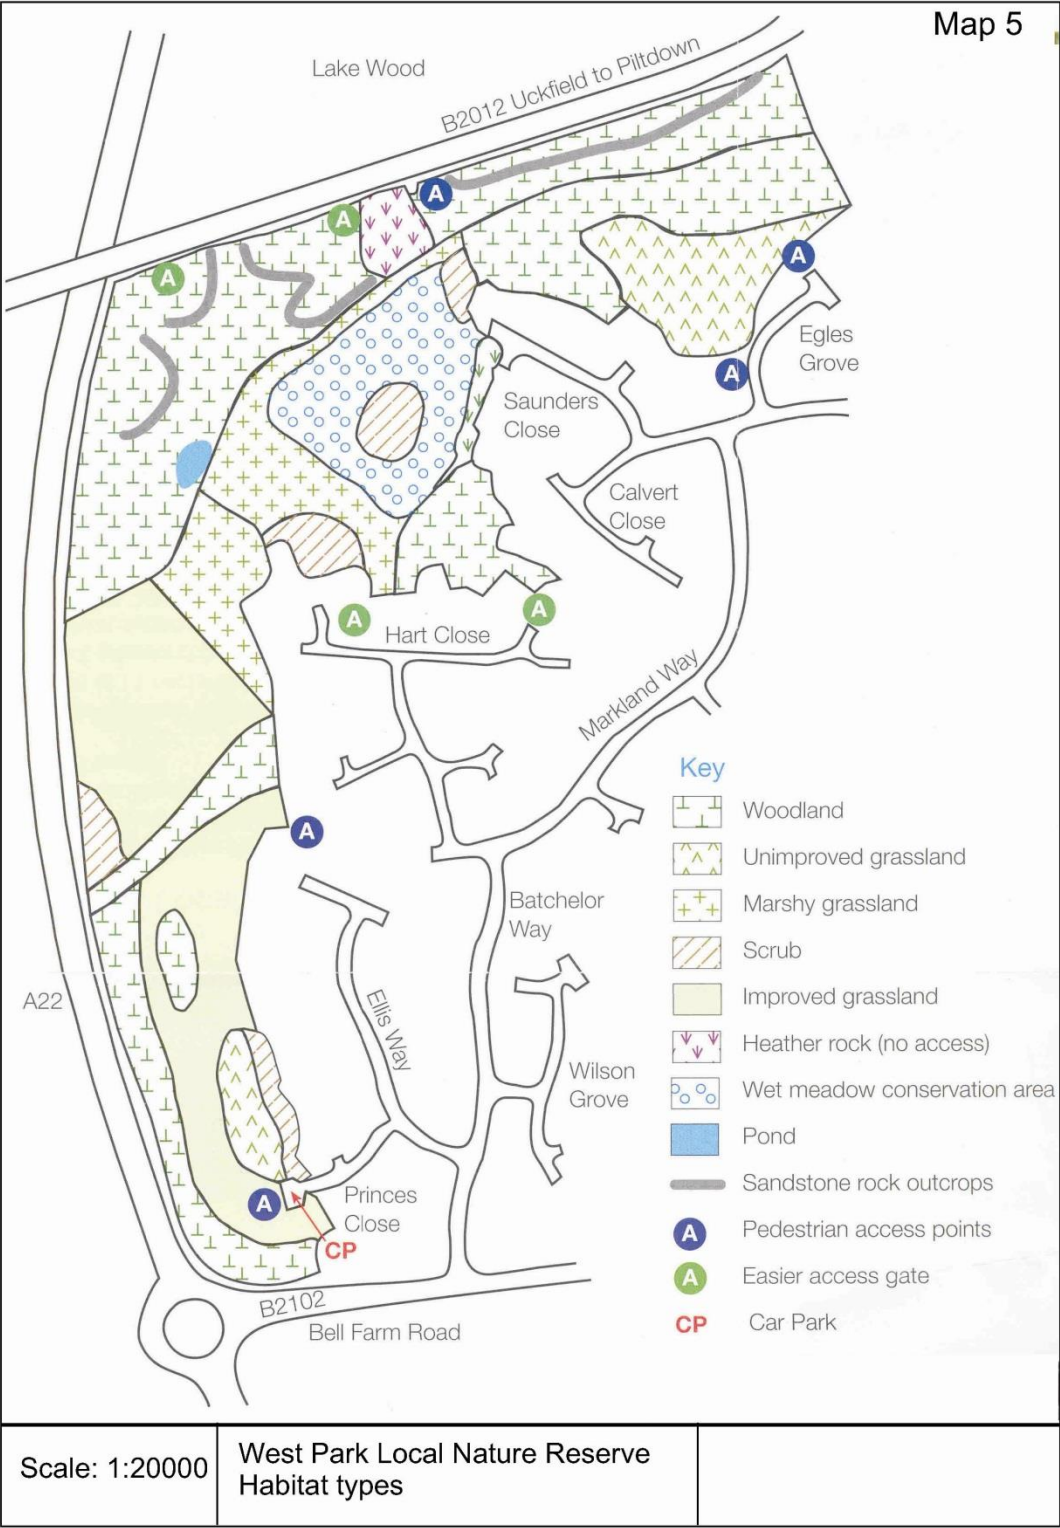 Map 5
Lake Wood
B2012 Uckfield to Piltdown
A
A
A
A
Egles
Grove
A
Saunders
Close
Calvert
Close
A
A
Hart Close
Markland Way
A
Batchelor
Way
A22
Ellis Way
Wilson
Grove
A
Princes
Close
CP
B2102
Bell Farm Road
Key
Woodland
Unimproved grassland
Marshy grassland
Scrub
Improved grassland
Heather rock (no access)
Wet meadow conservation area
Pond
Sandstone rock outcrops
A Pedestrian access points
A Easier access gate
CP Car Park
Scale: 1:20000
West Park Local Nature Reserve
Habitat types